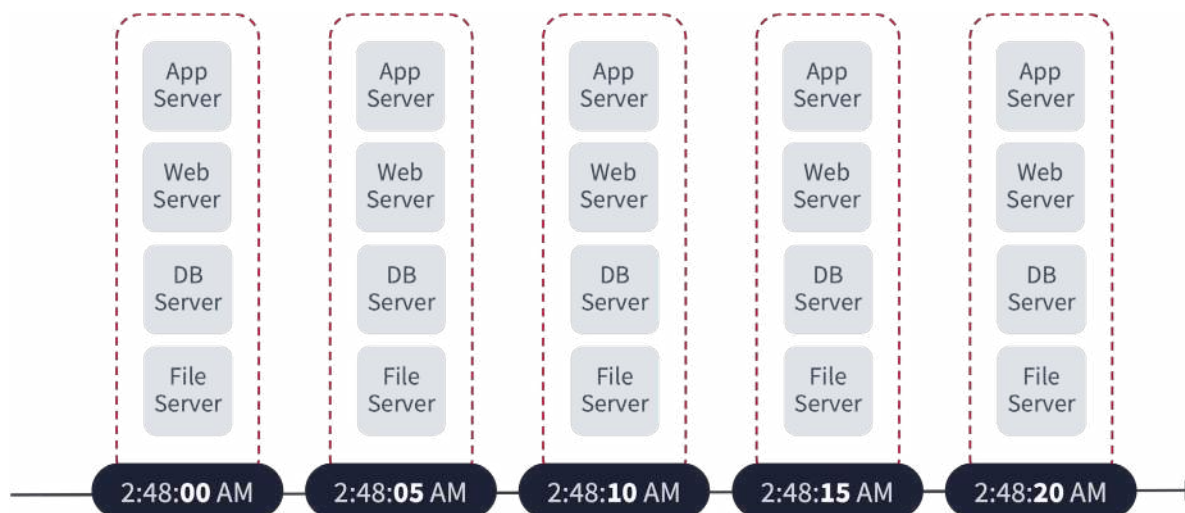 App
Server
Web
Server
DB
Server
File
Server
2:48:00 AM
App
Server
Web
Server
DB
Server
File
Server
2:48:05 AM
App
Server
Web
Server
DB
Server
File
Server
2:48:10 AM
App
Server
Web
Server
DB
Server
File
Server
2:48:15 AM
App
Server
Web
Server
DB
Server
File
Server
2:48:20 AM